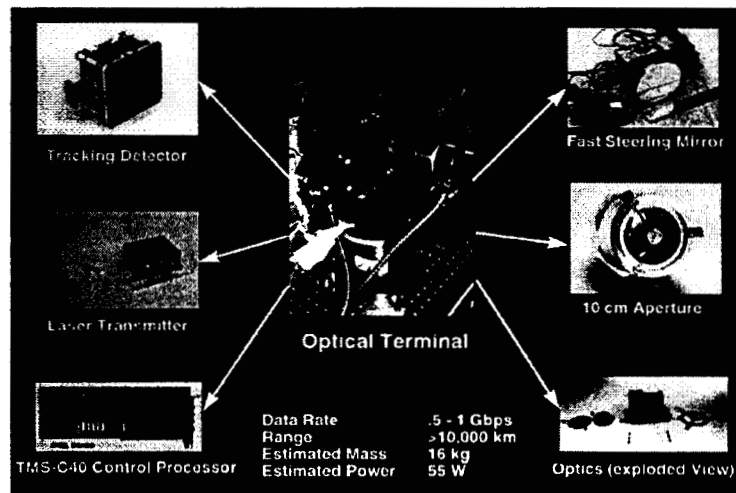 Tracking Detector
Fast Steering Mirror
Laser Transmitter
10 cm Aperture
Optical Terminal
TMS-C40 Control Processor
Data Rate .5 - 1 Gbps
Range >10,000 km
Estimated Mass 16 kg
Estimated Power 55 W
Optics (exploded View)